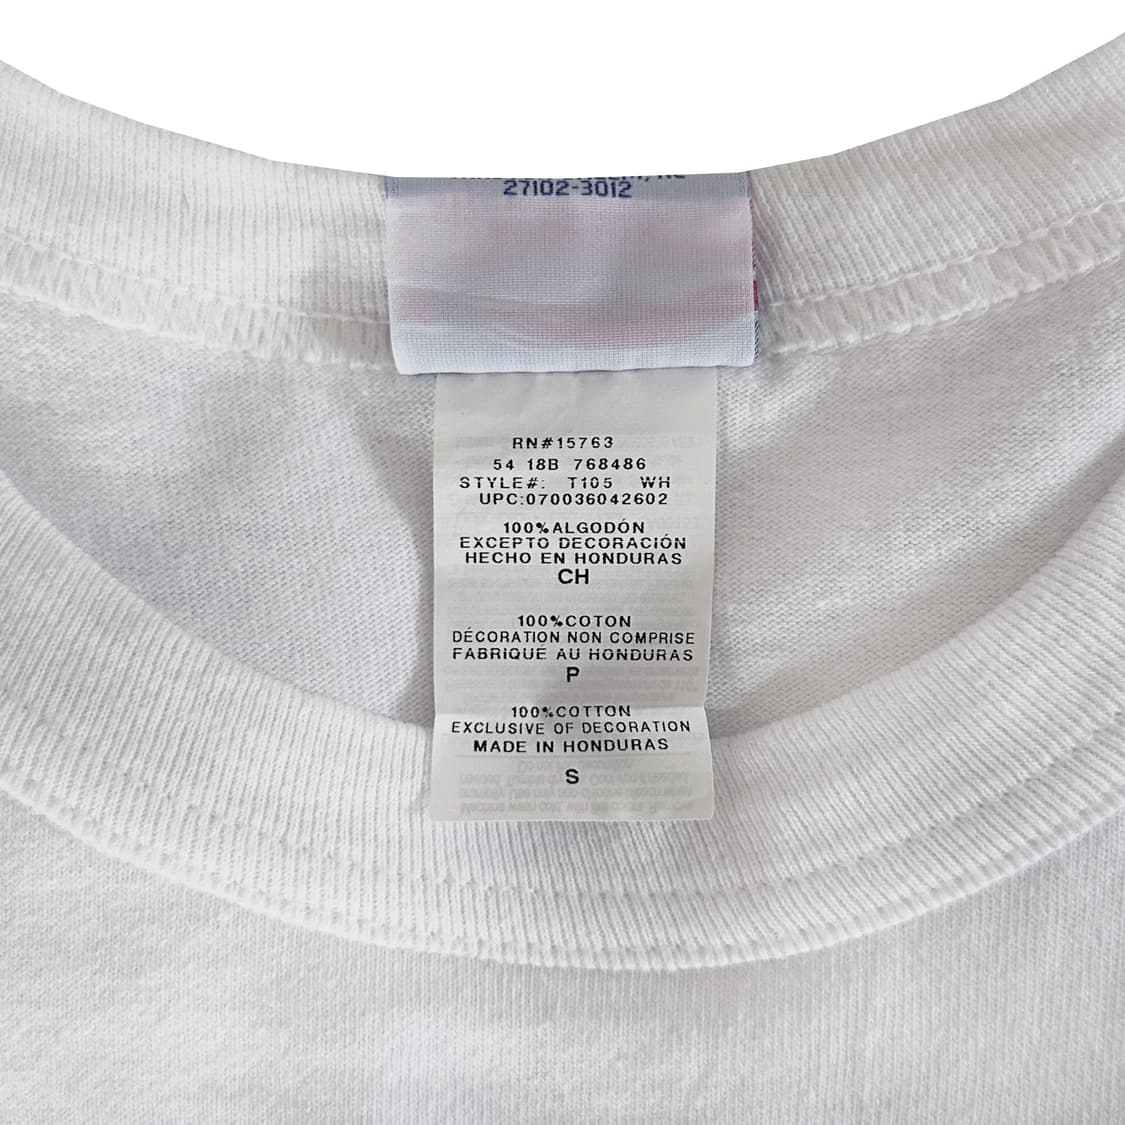 27102-3012
RN#15763
54 18B 768486
STYLE#: T105 WH
UPC:070036042602
100%ALGODÓN
EXCEPTO DECORACIÓN
HECHO EN HONDURAS
CH
100%COTON
DÉCORATION NON COMPRISE
FABRIQUÉ AU HONDURAS
P
100%COTTON
EXCLUSIVE OF DECORATION
MADE IN HONDURAS
S